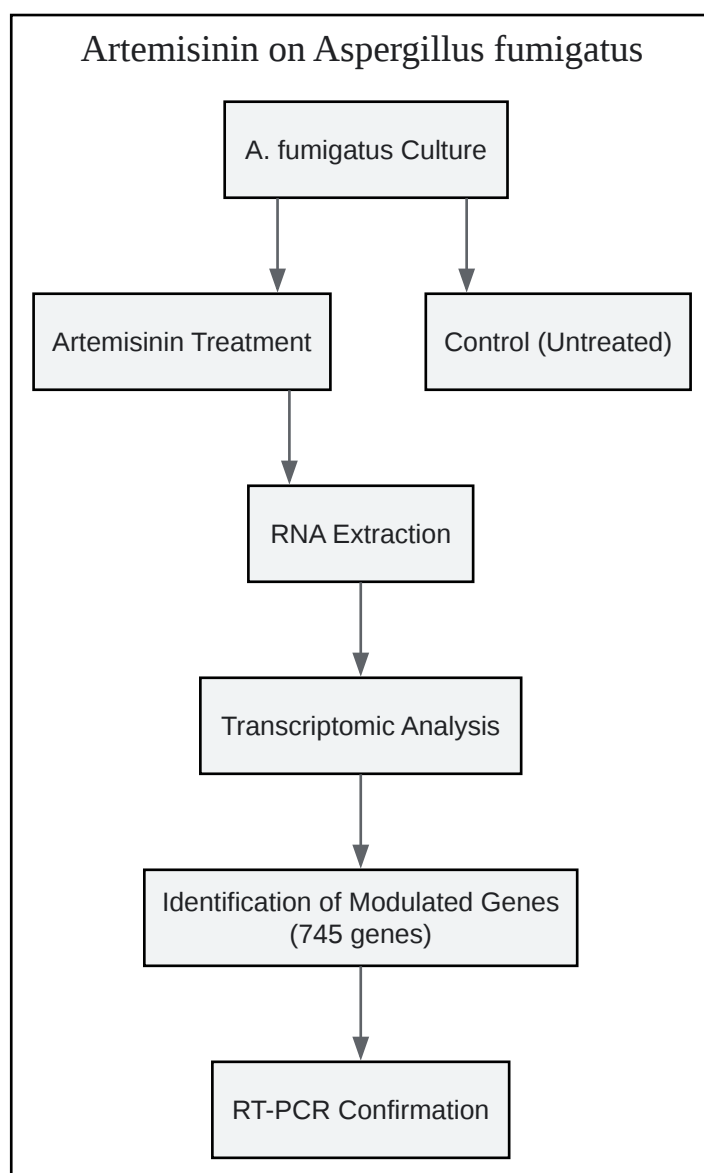 Artemisinin on Aspergillus fumigatus
A. fumigatus Culture
Artemisinin Treatment
Control (Untreated)
RNA Extraction
Transcriptomic Analysis
Identification of Modulated Genes
(745 genes)
RT-PCR Confirmation